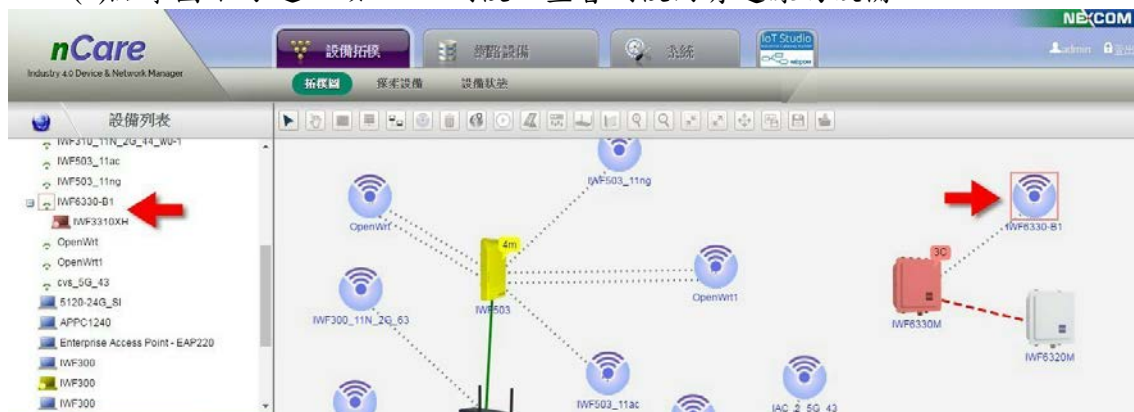 NEXCOM
nCare
Industry 4.0 Device & Network Manager
設備拓樸
網路設備
系統
IoT Studio
admin
登出
拓樸圖
探索設備
設備狀態
設備列表
IWF310_11N_2G_44_W0-1
IWF503_11ac
IWF503_11ng
IWF6330-B1
IWF3310XH
OpenWrt
OpenWrt1
cvs_5G_43
5120-24G_SI
APPC1240
Enterprise Access Point - EAP220
IWF300
IWF300
IWF300
IWF503_11ng
OpenWrt
4m
IWF503
OpenWrt1
IWF300_11N_2G_63
IWF503_11ac
IAC_2_5G_43
IWF6330-B1
3C
IWF6330M
IWF6320M